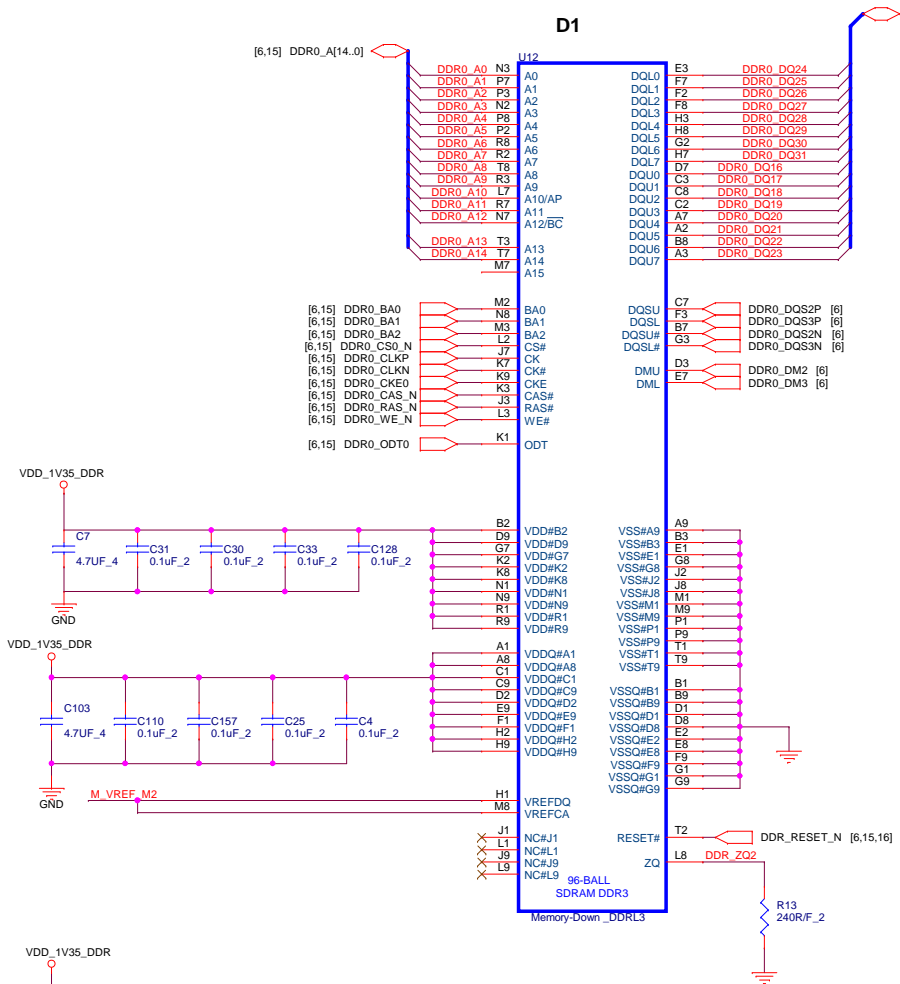 D1
[6,15] DDR0_A[14..0]
U12
DDR0_A0 N3 A0 DQL0 E3 DDR0_DQ24
DDR0_A1 P7 A1 DQL1 F7 DDR0_DQ25
DDR0_A2 P3 A2 DQL2 F2 DDR0_DQ26
DDR0_A3 N2 A3 DQL3 F8 DDR0_DQ27
DDR0_A4 P8 A4 DQL4 H3 DDR0_DQ28
DDR0_A5 P2 A5 DQL5 H8 DDR0_DQ29
DDR0_A6 R8 A6 DQL6 G2 DDR0_DQ30
DDR0_A7 R2 A7 DQL7 H7 DDR0_DQ31
DDR0_A8 T8 A8 DQU0 D7 DDR0_DQ16
DDR0_A9 R3 A9 DQU1 C3 DDR0_DQ17
DDR0_A10 L7 A10/AP DQU2 C8 DDR0_DQ18
DDR0_A11 R7 A11 DQU3 C2 DDR0_DQ19
DDR0_A12 N7 A12/BC DQU4 A7 DDR0_DQ20
DQU5 A2 DDR0_DQ21
DDR0_A13 T3 A13 DQU6 B8 DDR0_DQ22
DDR0_A14 T7 A14 DQU7 A3 DDR0_DQ23
M7 A15
[6,15] DDR0_BA0 M2 BA0 DQSU C7 DDR0_DQS2P [6]
[6,15] DDR0_BA1 N8 BA1 DQSL F3 DDR0_DQS3P [6]
[6,15] DDR0_BA2 M3 BA2 DQSU# B7 DDR0_DQS2N [6]
[6,15] DDR0_CS0_N L2 CS# DQSL# G3 DDR0_DQS3N [6]
[6,15] DDR0_CLKP J7 CK
[6,15] DDR0_CLKN K7 CK# DMU D3 DDR0_DM2 [6]
[6,15] DDR0_CKE0 K9 CKE DML E7 DDR0_DM3 [6]
[6,15] DDR0_CAS_N K3 CAS#
[6,15] DDR0_RAS_N J3 RAS#
[6,15] DDR0_WE_N L3 WE#
[6,15] DDR0_ODT0 K1 ODT
VDD_1V35_DDR
B2 VDD#B2 VSS#A9 A9
D9 VDD#D9 VSS#B3 B3
G7 VDD#G7 VSS#E1 E1
K2 VDD#K2 VSS#G8 G8
K8 VDD#K8 VSS#J2 J2
N1 VDD#N1 VSS#J8 J8
N9 VDD#N9 VSS#M1 M1
R1 VDD#R1 VSS#M9 M9
R9 VDD#R9 VSS#P1 P1
VSS#P9 P9
C7 C31 C30 C33 C128
4.7UF_4 0.1uF_2 0.1uF_2 0.1uF_2 0.1uF_2
GND
VDD_1V35_DDR
A1 VDDQ#A1 VSS#T1 T1
A8 VDDQ#A8 VSS#T9 T9
C1 VDDQ#C1
C9 VDDQ#C9 VSSQ#B1 B1
D2 VDDQ#D2 VSSQ#B9 B9
E9 VDDQ#E9 VSSQ#D1 D1
F1 VDDQ#F1 VSSQ#D8 D8
H2 VDDQ#H2 VSSQ#E2 E2
H9 VDDQ#H9 VSSQ#E8 E8
VSSQ#F9 F9
VSSQ#G1 G1
VSSQ#G9 G9
C103 C110 C157 C25 C4
4.7UF_4 0.1uF_2 0.1uF_2 0.1uF_2 0.1uF_2
GND
M_VREF_M2 H1 VREFDQ
M8 VREFCA
J1 NC#J1 RESET# T2 DDR_RESET_N [6,15,16]
L1 NC#L1
J9 NC#J9 ZQ L8 DDR_ZQ2
L9 NC#L9
96-BALL
SDRAM DDR3
Memory-Down _DDRL3
R13
240R/F_2
VDD_1V35_DDR